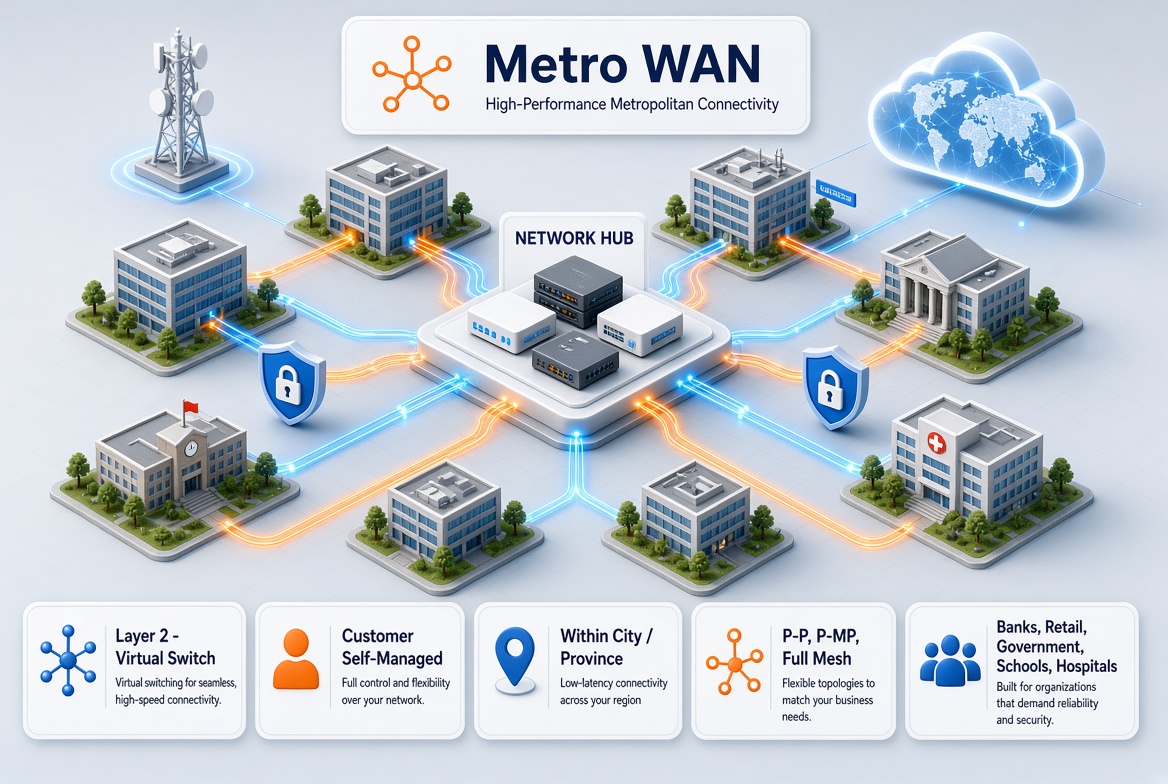 Metro WAN
High-Performance Metropolitan Connectivity
NETWORK HUB
Layer 2 -
Virtual Switch
Virtual switching for seamless,
high-speed connectivity.
Customer
Self-Managed
Full control and flexibility
over your network.
Within City /
Province
Low-latency connectivity
across your region
P-P, P-MP,
Full Mesh
Flexible topologies to
match your business
needs.
Banks, Retail,
Government,
Schools, Hospitals
Built for organizations
that demand reliability
and security.